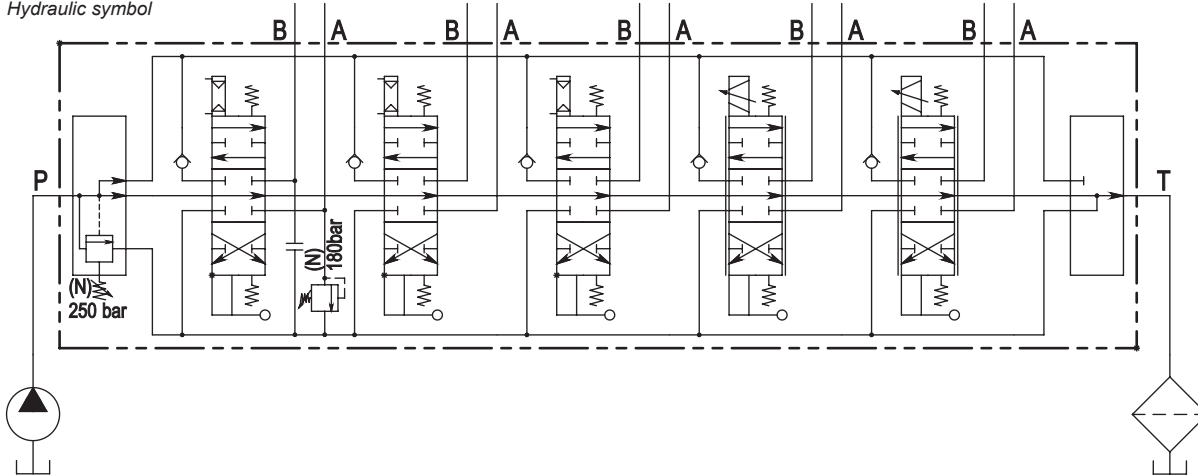 Hydraulic symbol
B A B A B A B A B A
P
T
(N)
180bar
(N)
250 bar